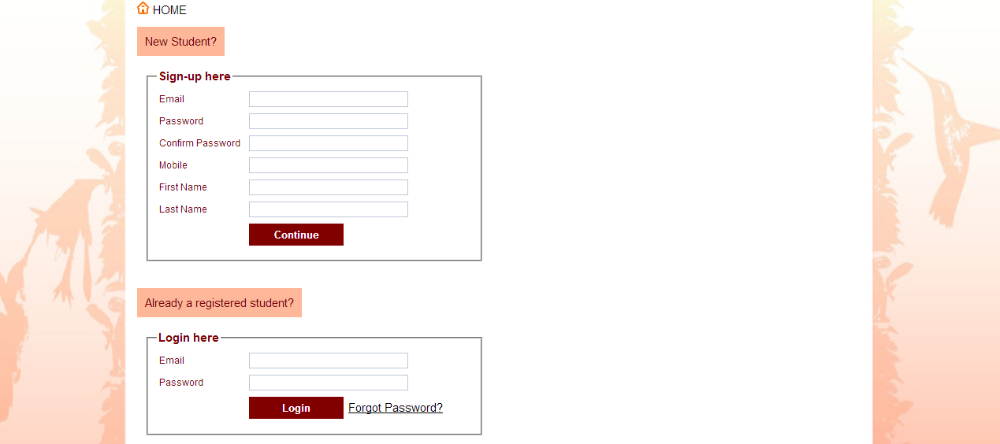 HOME
New Student?
Sign-up here
Email
Password
Confirm Password
Mobile
First Name
Last Name
Continue
Already a registered student?
Login here
Email
Password
Login Forgot Password?